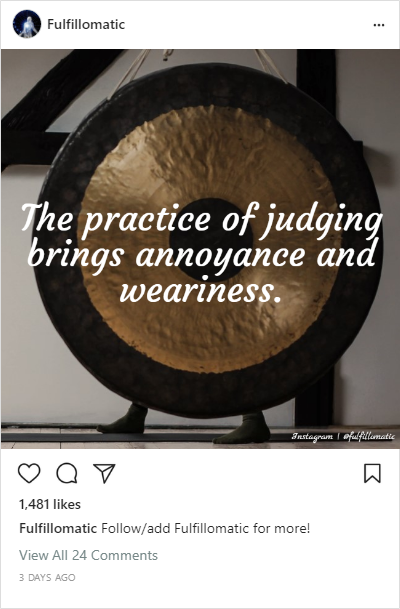 Fulfillomatic
The practice of judging
brings annoyance and
weariness.
Instagram | @fulfillomatic
1,481 likes
Fulfillomatic Follow/add Fulfillomatic for more!
View All 24 Comments
3 DAYS AGO